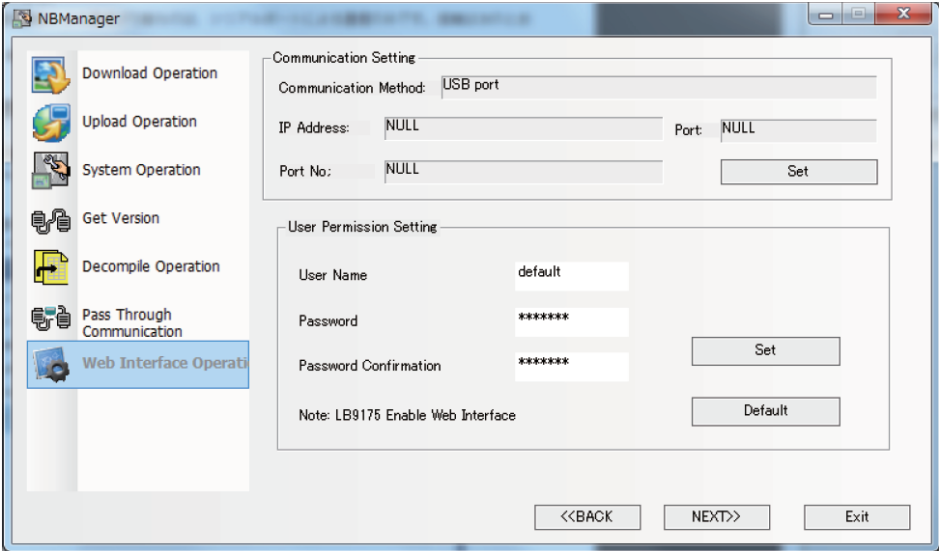 NBManager
Download Operation
Upload Operation
System Operation
Get Version
Decompile Operation
Pass Through
Communication
Web Interface Operati
Communication Setting
Communication Method: USB port
IP Address: NULL Port: NULL
Port No.: NULL Set
User Permission Setting
User Name default
Password *******
Password Confirmation *******
Set
Note: LB9175 Enable Web Interface Default
<<BACK NEXT>> Exit